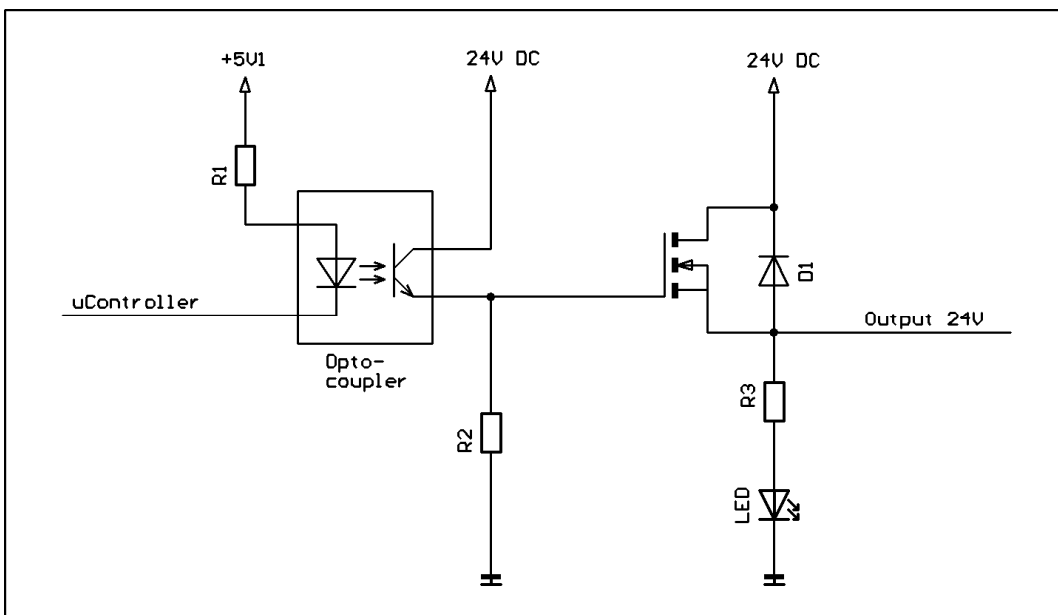 +5V1
24V DC
24V DC
R1
uController
Opto-
coupler
D1
Output 24V
R2
R3
LED